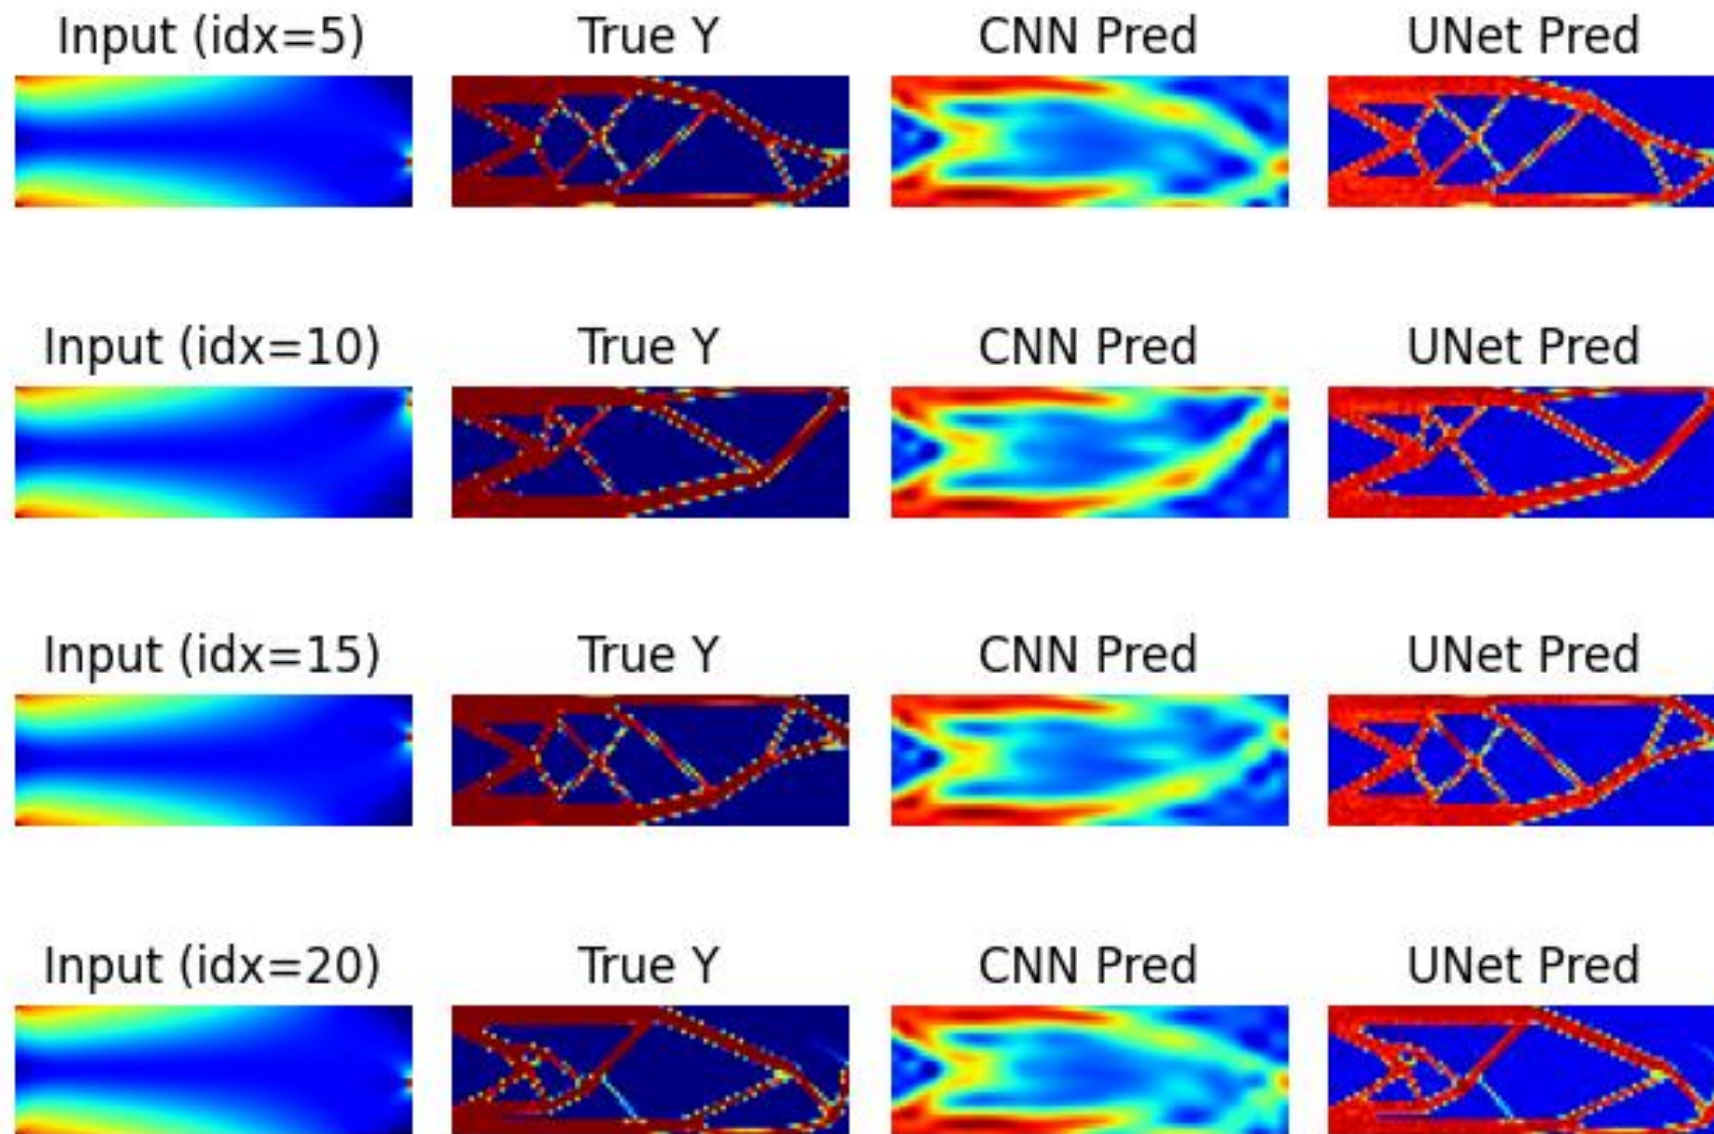 Input (idx=5) True Y CNN Pred UNet Pred
Input (idx=10) True Y CNN Pred UNet Pred
Input (idx=15) True Y CNN Pred UNet Pred
Input (idx=20) True Y CNN Pred UNet Pred